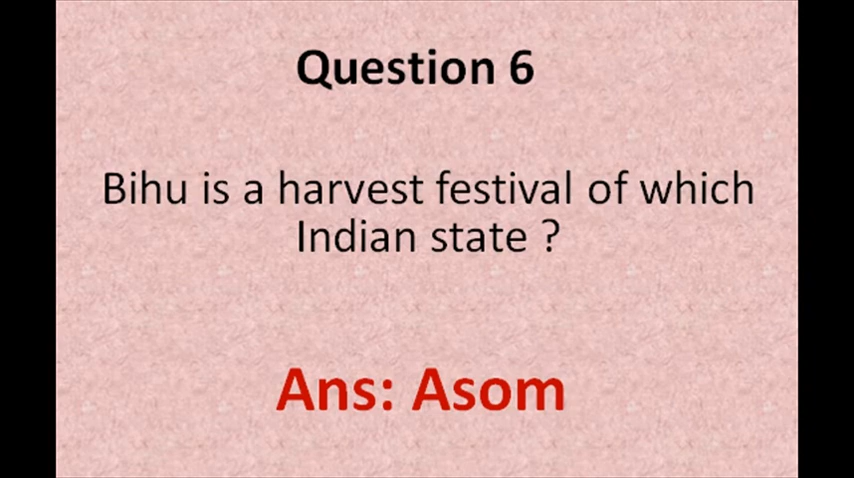 Question 6
Bihu is a harvest festival of which
Indian state ?
Ans: Asom